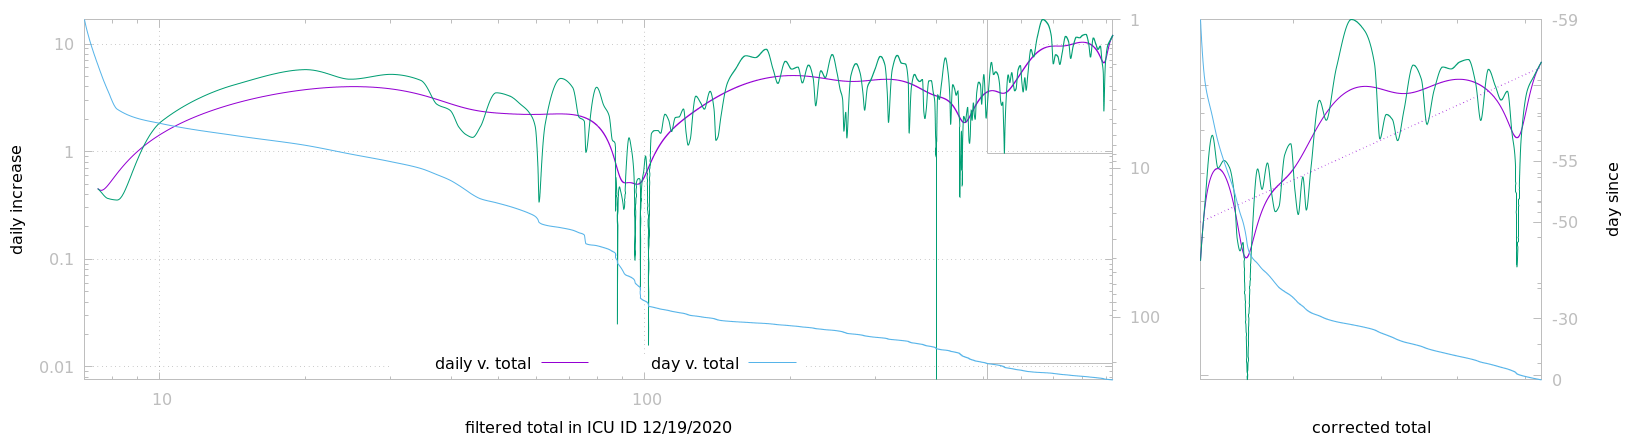 10
1
0.1
0.01
daily increase
10
100
filtered total in ICU ID 12/19/2020
daily v. total
day v. total
1
10
100
-59
-55
-50
-30
0
day since
corrected total